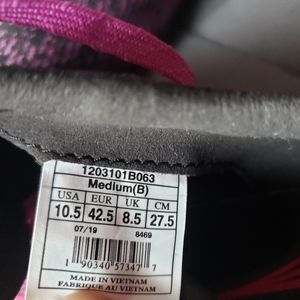 1203101B063
Medium(B)
USA EUR UK CM
10.5 42.5 8.5 27.5
07/19 8469
1 90340 57347 7
MADE IN VIETNAM
FABRIQUE AU VIETNAM